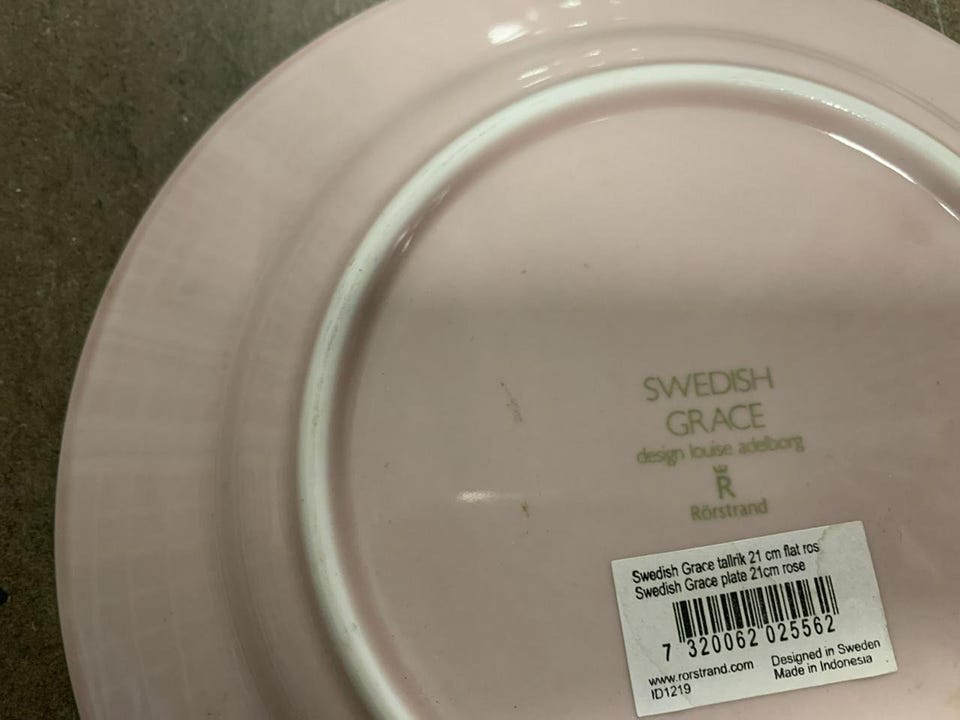 SWEDISH
GRACE
design louise adelborg
R
Rörstrand
Swedish Grace tallrik 21 cm flat ros
Swedish Grace plate 21cm rose
7 320062 025562
www.rorstrand.com Designed in Sweden
ID1219 Made in Indonesia